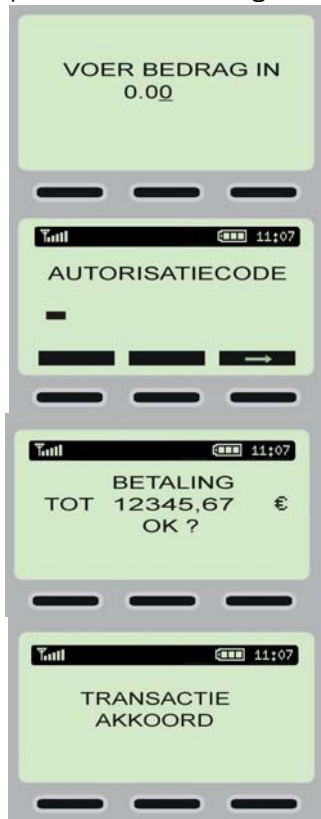 VOER BEDRAG IN
0.00
11:07
AUTORISATIECODE
11:07
BETALING
TOT 12345,67 €
OK ?
11:07
TRANSACTIE
AKKOORD